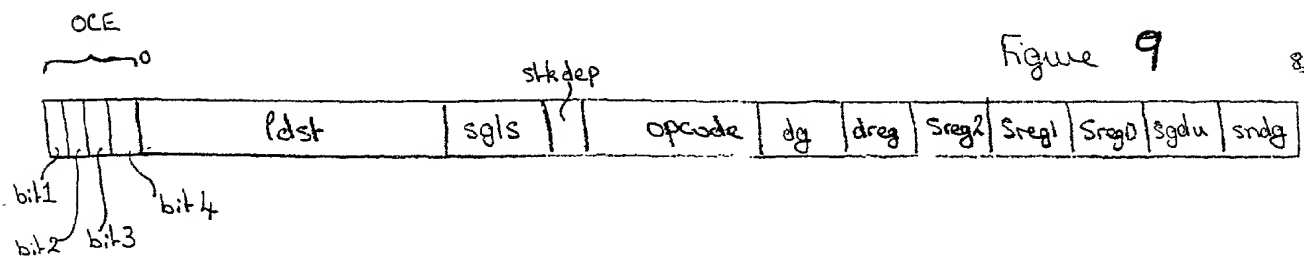 OCE
0
Figure 9
8
stkdep
ldst sgls opcode dg dreg Sreg2 Sreg1 Sreg0 sgdu sndg
bit1
bit2
bit3
bit4